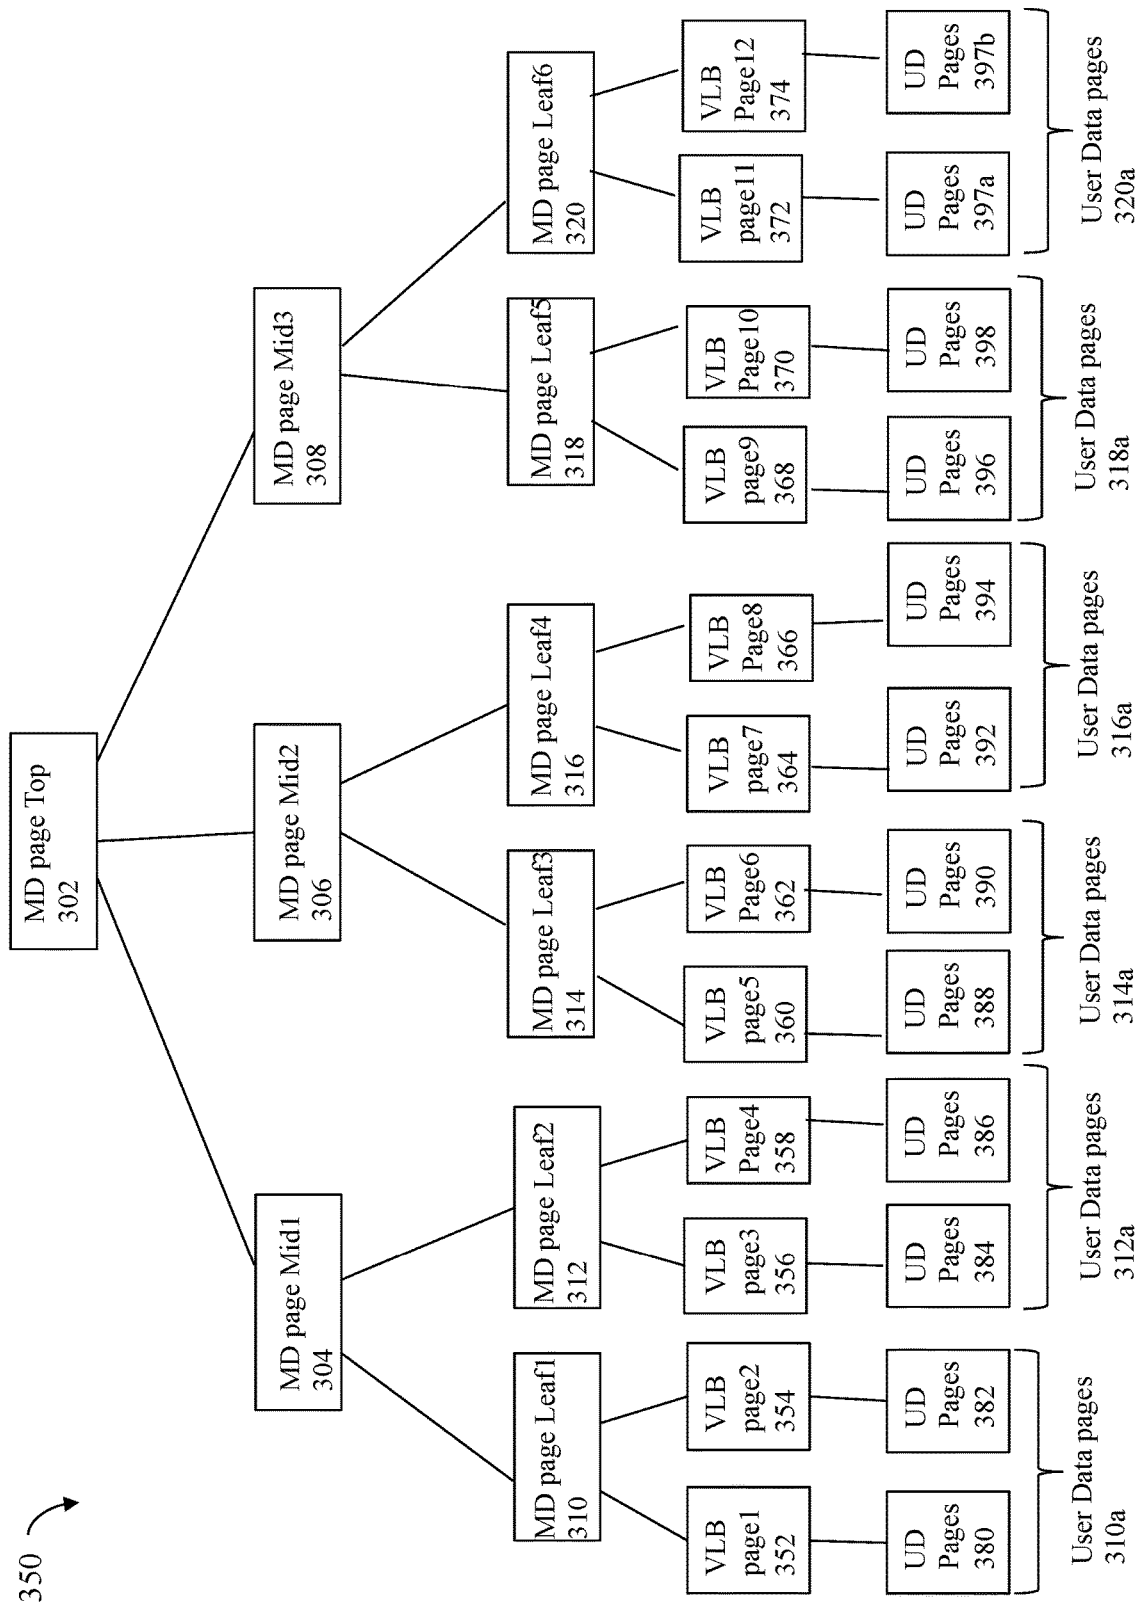 350
MD page Top
302
MD page Mid1
304
MD page Mid2
306
MD page Mid3
308
MD page Leaf1
310
MD page Leaf2
312
MD page Leaf3
314
MD page Leaf4
316
MD page Leaf5
318
MD page Leaf6
320
VLB
page1
352
VLB
page2
354
VLB
page3
356
VLB
Page4
358
VLB
page5
360
VLB
Page6
362
VLB
page7
364
VLB
Page8
366
VLB
page9
368
VLB
Page10
370
VLB
page11
372
VLB
Page12
374
UD
Pages
380
UD
Pages
382
UD
Pages
384
UD
Pages
386
UD
Pages
388
UD
Pages
390
UD
Pages
392
UD
Pages
394
UD
Pages
396
UD
Pages
398
UD
Pages
397a
UD
Pages
397b
User Data pages
310a
User Data pages
312a
User Data pages
314a
User Data pages
316a
User Data pages
318a
User Data pages
320a